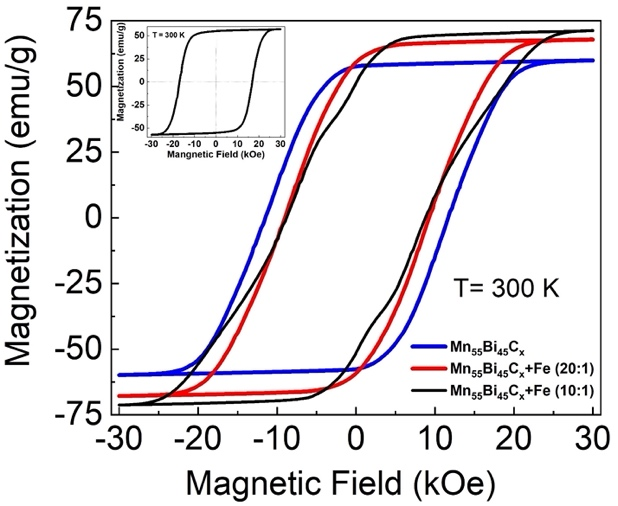 75
50
25
0
-25
-50
-75
Magnetization (emu/g)
-30 -20 -10 0 10 20 30
Magnetic Field (kOe)
T = 300 K
50
25
0
-25
-50
Magnetization (emu/g)
-30 -20 -10 0 10 20 30
Magnetic Field (kOe)
T= 300 K
Mn₅₅Bi₄₅Cₓ
Mn₅₅Bi₄₅Cₓ+Fe (20:1)
Mn₅₅Bi₄₅Cₓ+Fe (10:1)